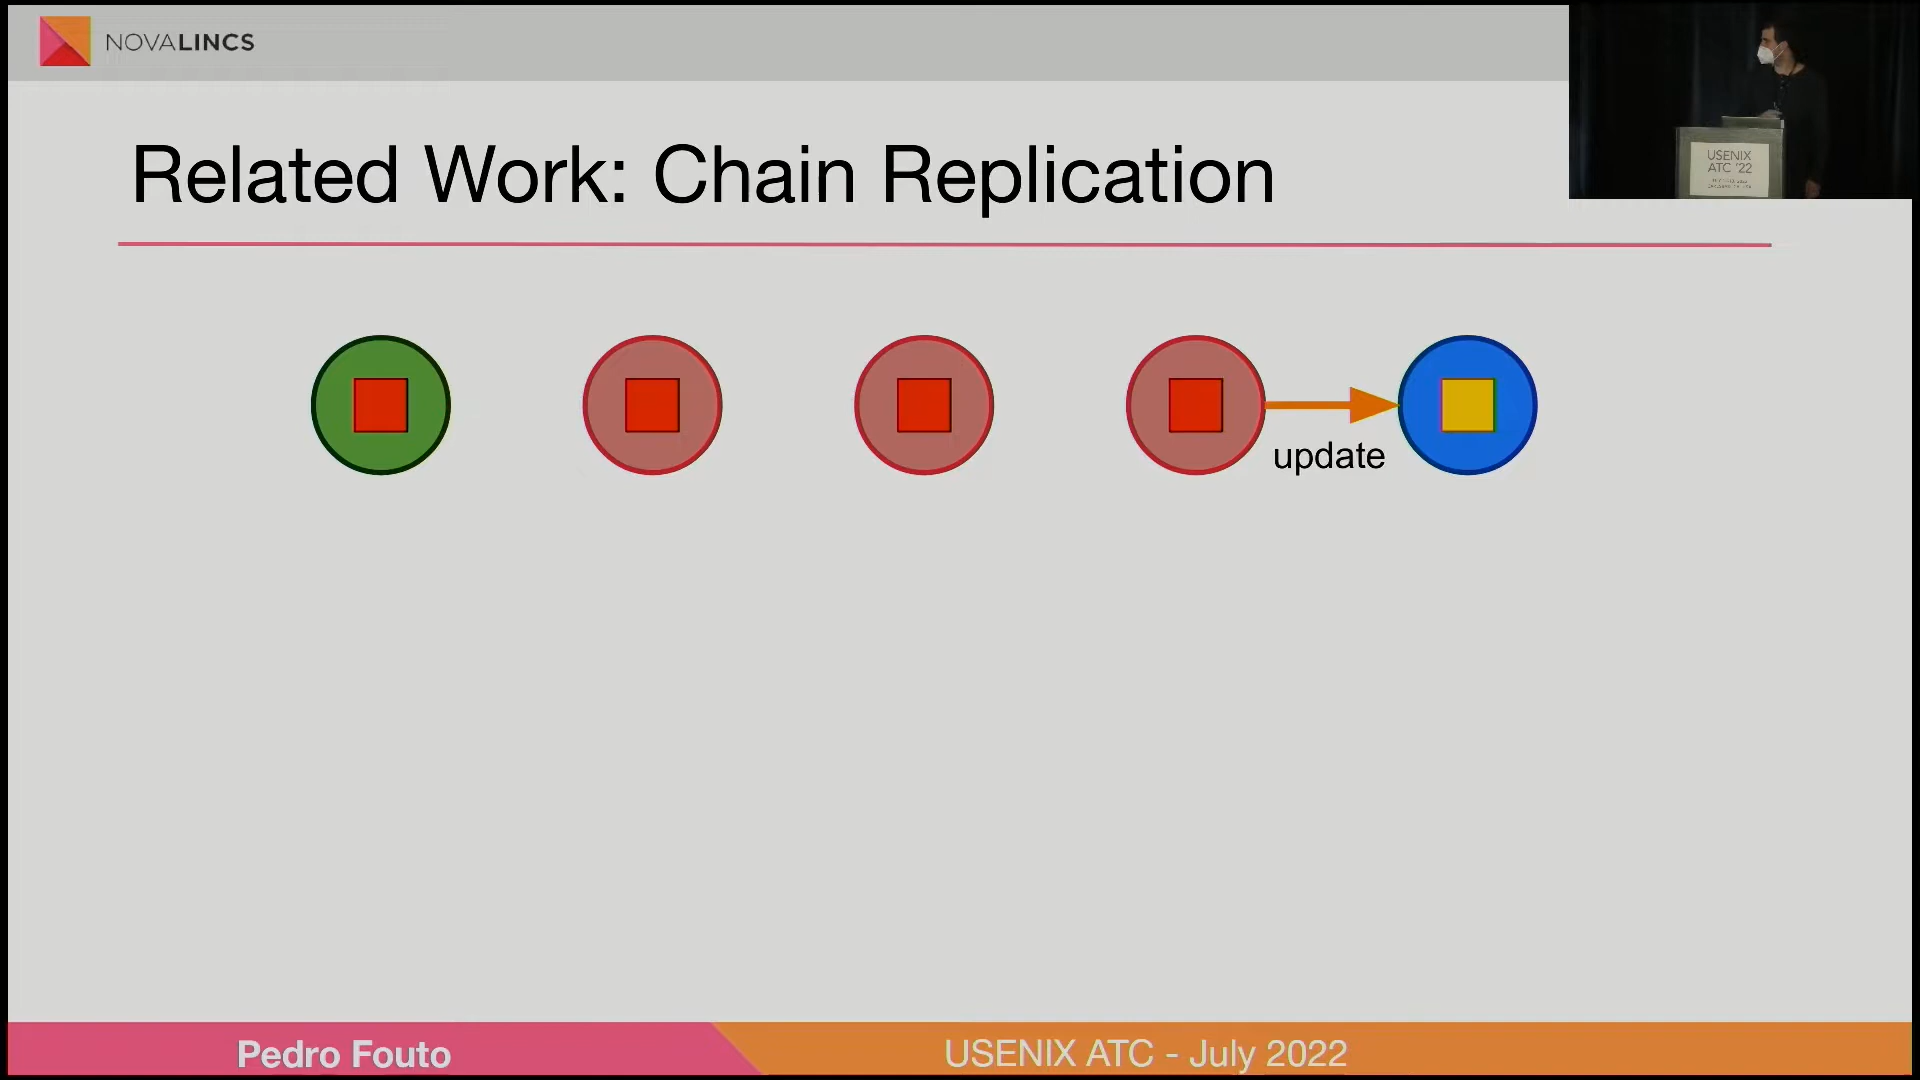 NOVALINCS
USENIX
ATC '22
Related Work: Chain Replication
update
Pedro Fouto
USENIX ATC - July 2022